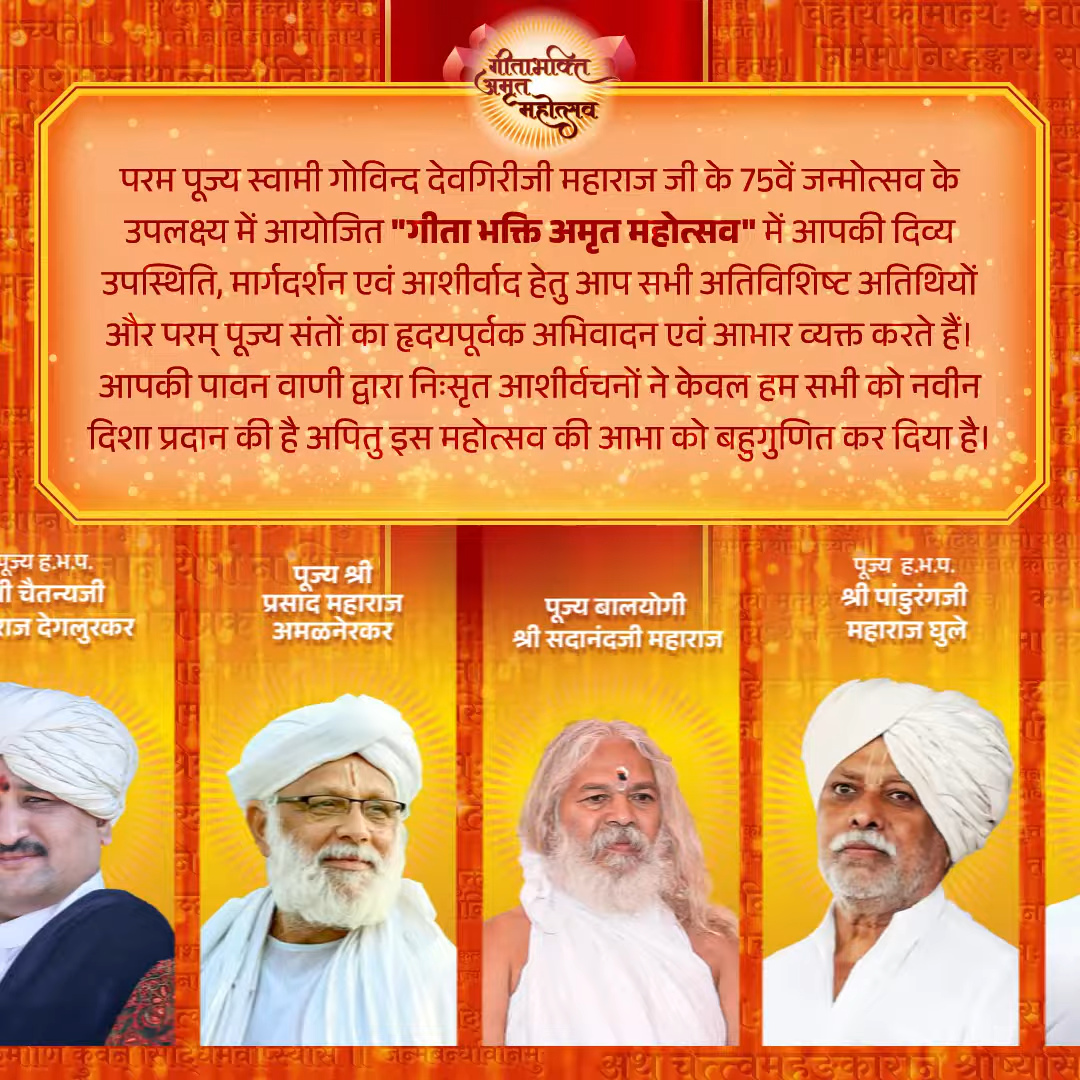 गीताभक्ति
अमृत
महोत्सव
परम पूज्य स्वामी गोविन्द देवगिरीजी महाराज जी के 75वें जन्मोत्सव के
उपलक्ष्य में आयोजित "गीता भक्ति अमृत महोत्सव" में आपकी दिव्य
उपस्थिति, मार्गदर्शन एवं आशीर्वाद हेतु आप सभी अतिविशिष्ट अतिथियों
और परम् पूज्य संतों का हृदयपूर्वक अभिवादन एवं आभार व्यक्त करते हैं।
आपकी पावन वाणी द्वारा निःसृत आशीर्वचनों ने केवल हम सभी को नवीन
दिशा प्रदान की है अपितु इस महोत्सव की आभा को बहुगुणित कर दिया है।
पूज्य ह.भ.प.
चैतन्यजी
देगलुरकर
पूज्य श्री
प्रसाद महाराज
अमळनेरकर
पूज्य बालयोगी
श्री सदानंदजी महाराज
पूज्य ह.भ.प.
श्री पांडुरंगजी
महाराज घुले